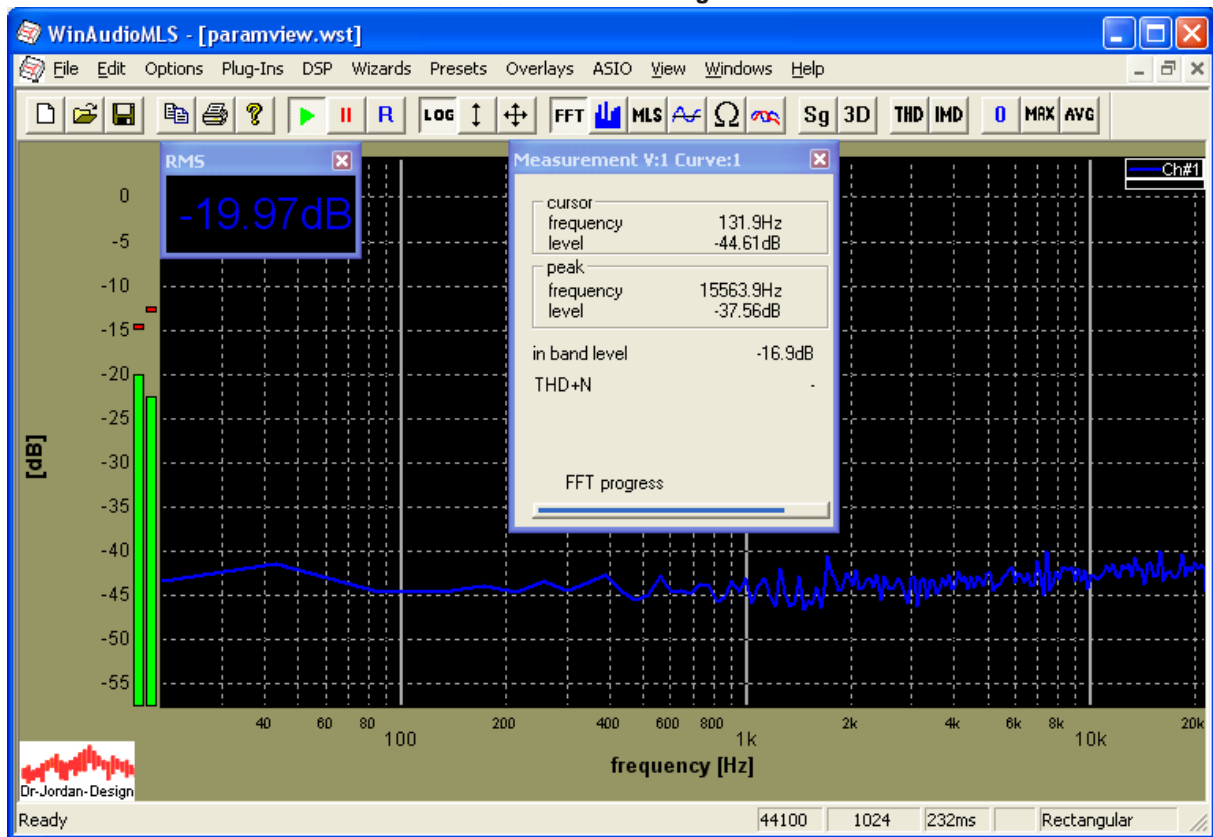 WinAudioMLS - [paramview.wst]
File Edit Options Plug-Ins DSP Wizards Presets Overlays ASIO View Windows Help
R LOG FFT MLS Ω Sg 3D THD IMD 0 MAX AVG
RMS
-19.97dB
Measurement V:1 Curve:1
cursor
frequency 131.9Hz
level -44.61dB
peak
frequency 15563.9Hz
level -37.56dB
in band level -16.9dB
THD+N -
FFT progress
Ch#1
0
-5
-10
-15
-20
-25
-30
-35
-40
-45
-50
-55
[dB]
40 60 80 100 200 400 600 800 1k 2k 4k 6k 8k 10k 20k
frequency [Hz]
Dr-Jordan-Design
Ready 44100 1024 232ms Rectangular